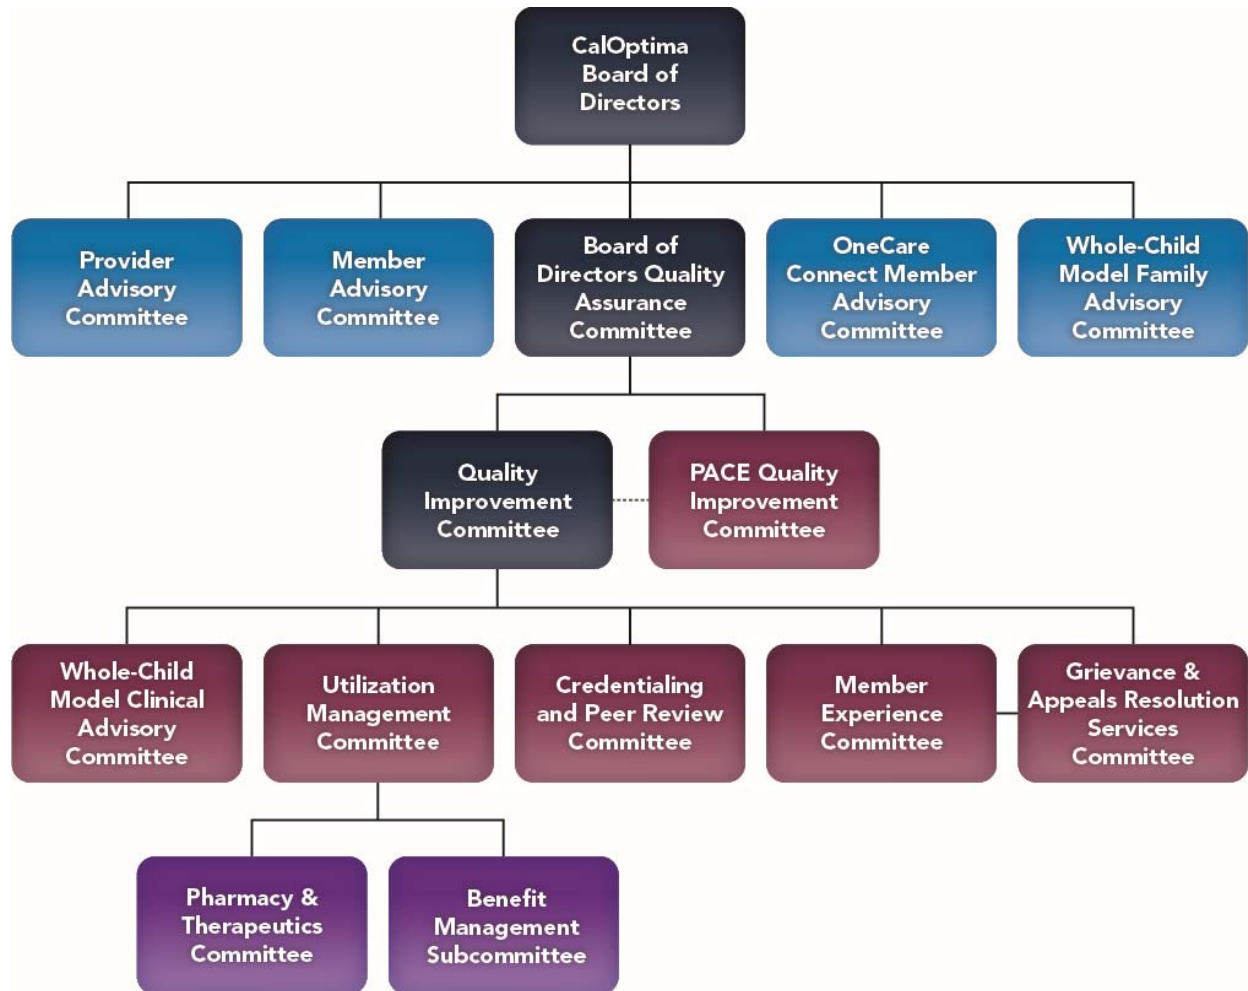 CalOptima
Board of
Directors
Provider
Advisory
Committee
Member
Advisory
Committee
Board of
Directors Quality
Assurance
Committee
OneCare
Connect Member
Advisory
Committee
Whole-Child
Model Family
Advisory
Committee
Quality
Improvement
Committee
PACE Quality
Improvement
Committee
Whole-Child
Model Clinical
Advisory
Committee
Utilization
Management
Committee
Credentialing
and Peer Review
Committee
Member
Experience
Committee
Grievance &
Appeals Resolution
Services
Committee
Pharmacy &
Therapeutics
Committee
Benefit
Management
Subcommittee